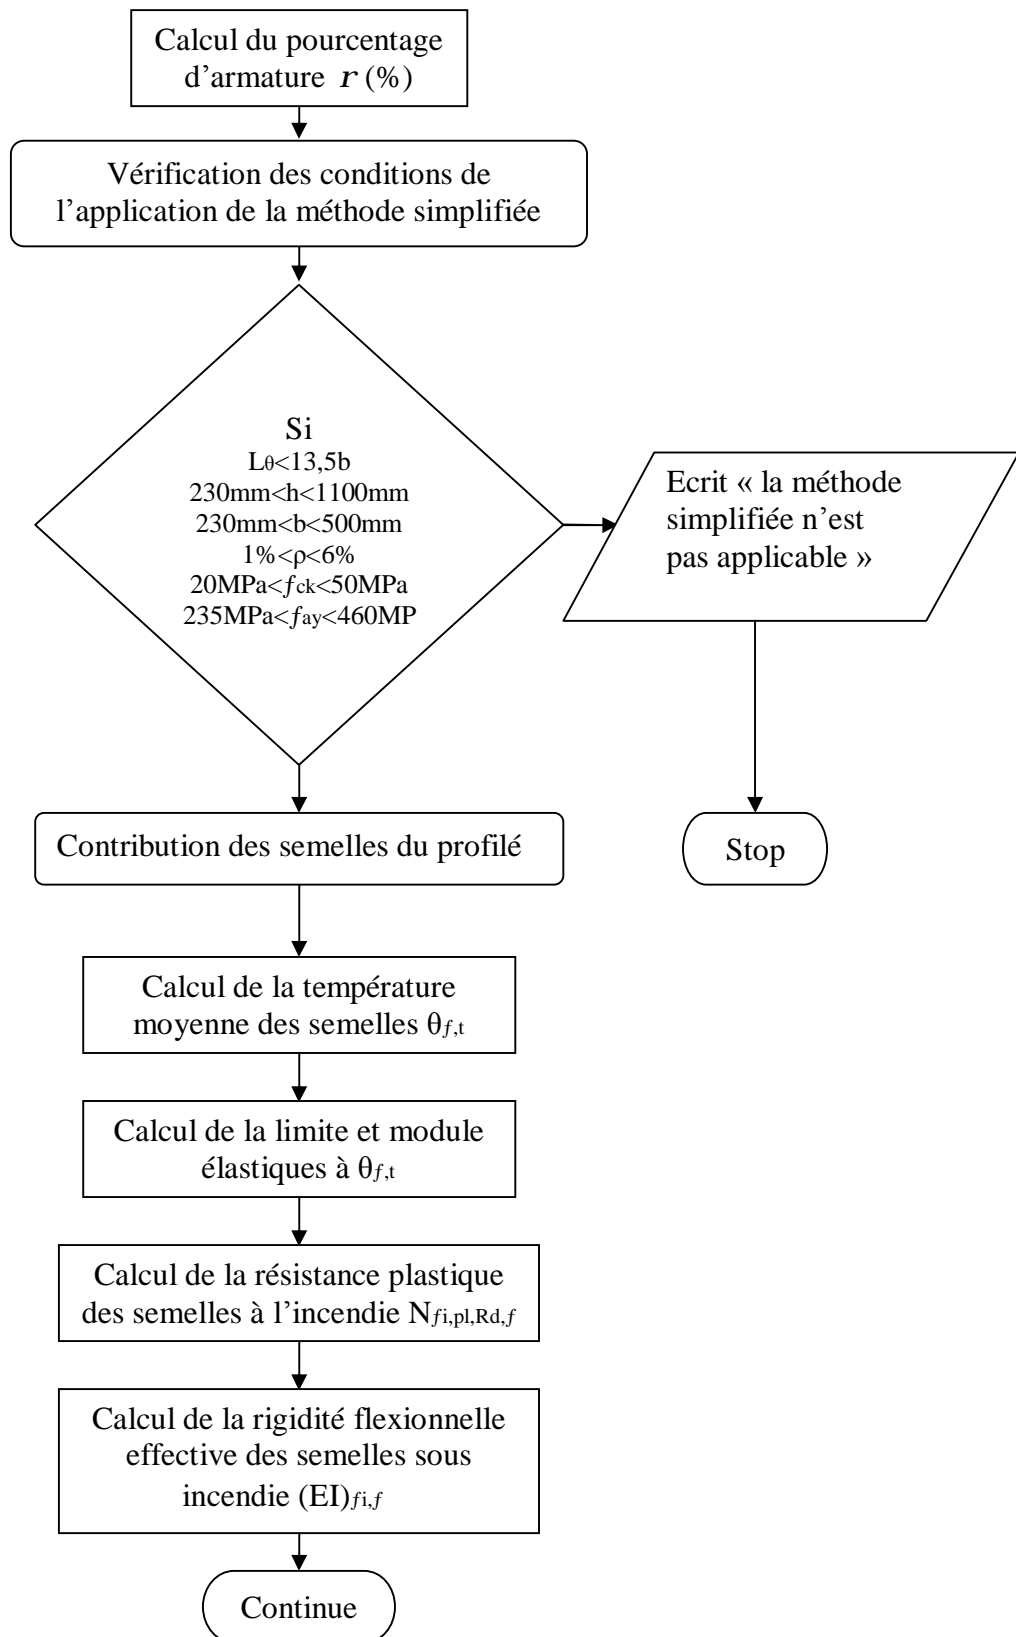 Calcul du pourcentage
d’armature r (%)
Vérification des conditions de
l’application de la méthode simplifiée
Si
Lθ<13,5b
230mm<h<1100mm
230mm<b<500mm
1%<ρ<6%
20MPa<fck<50MPa
235MPa<fay<460MP
Ecrit « la méthode
simplifiée n’est
pas applicable »
Stop
Contribution des semelles du profilé
Calcul de la température
moyenne des semelles θf,t
Calcul de la limite et module
élastiques à θf,t
Calcul de la résistance plastique
des semelles à l’incendie Nfi,pl,Rd,f
Calcul de la rigidité flexionnelle
effective des semelles sous
incendie (EI)fi,f
Continue